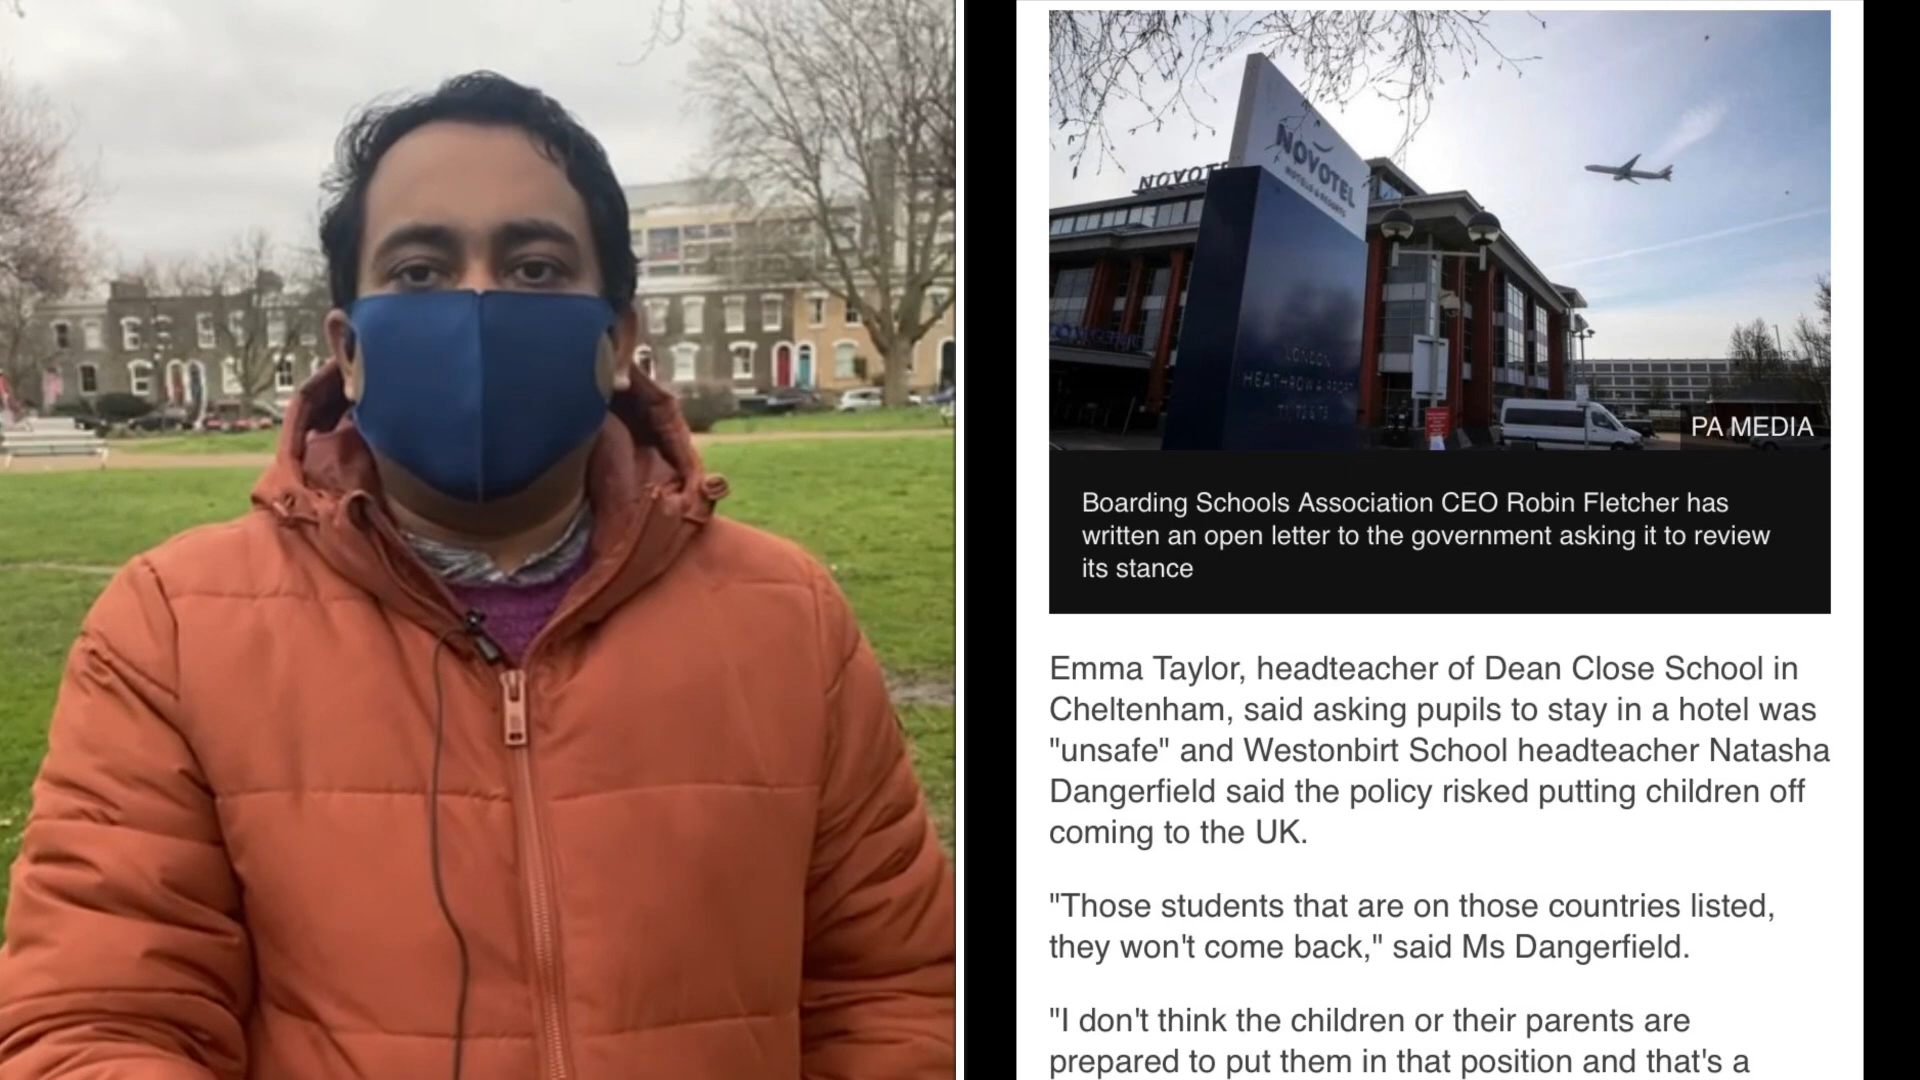 NOVOTEL
NOVOTEL
HOTELS & RESORTS
LONDON
HEATHROW AIRPORT
PA MEDIA
Boarding Schools Association CEO Robin Fletcher has
written an open letter to the government asking it to review
its stance
Emma Taylor, headteacher of Dean Close School in
Cheltenham, said asking pupils to stay in a hotel was
"unsafe" and Westonbirt School headteacher Natasha
Dangerfield said the policy risked putting children off
coming to the UK.
"Those students that are on those countries listed,
they won't come back," said Ms Dangerfield.
"I don't think the children or their parents are
prepared to put them in that position and that's a